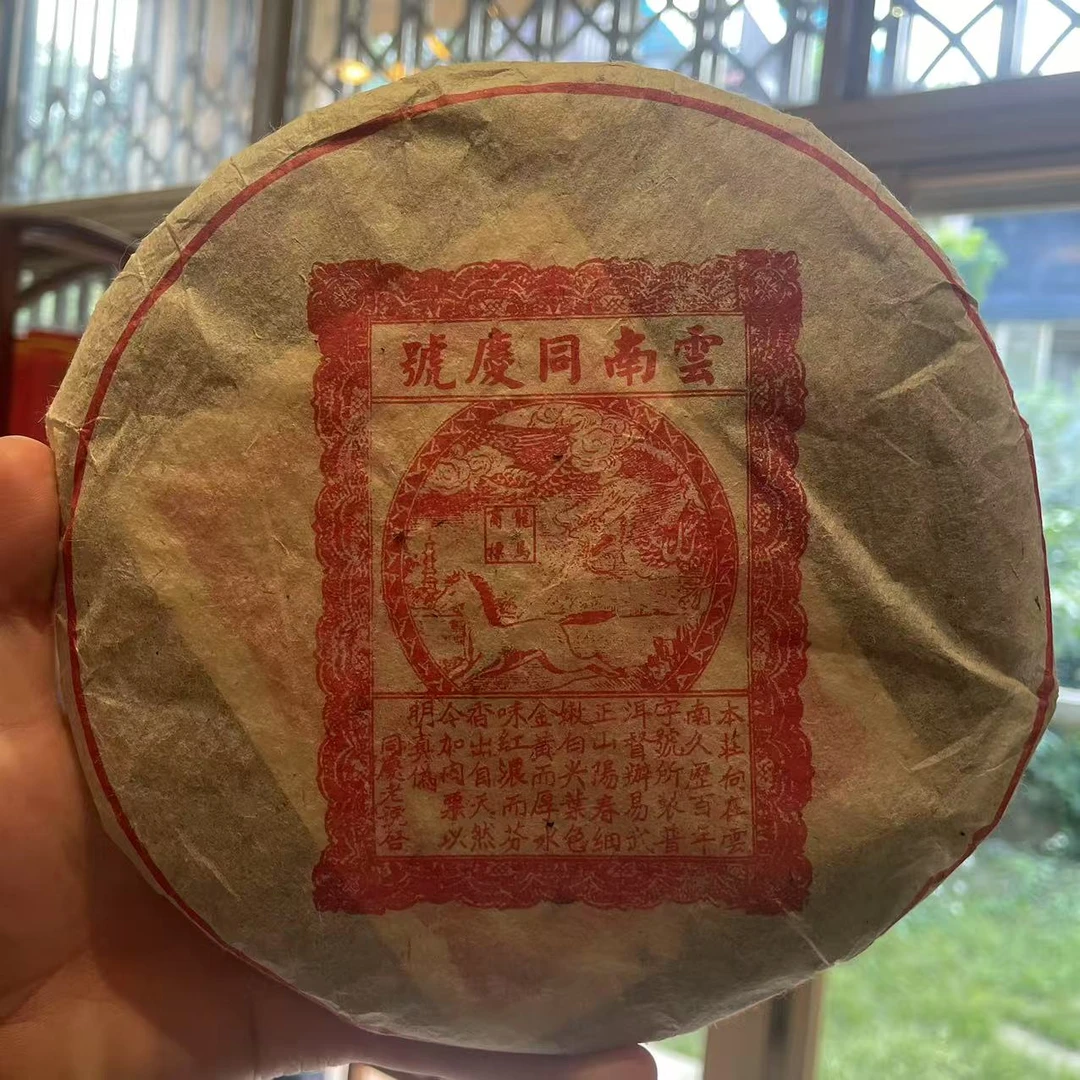 雲南同慶號
龍馬
商標
本莊向在雲
南久歷百年
字號所製普
洱督辦易武
正山陽春細
嫩白尖葉色
金黃而厚水
味紅濃而芬
香出自天然
今加內票以
明真偽
同慶老號啓